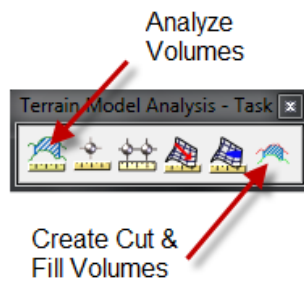 Analyze
Volumes
Terrain Model Analysis - Task
Create Cut &
Fill Volumes